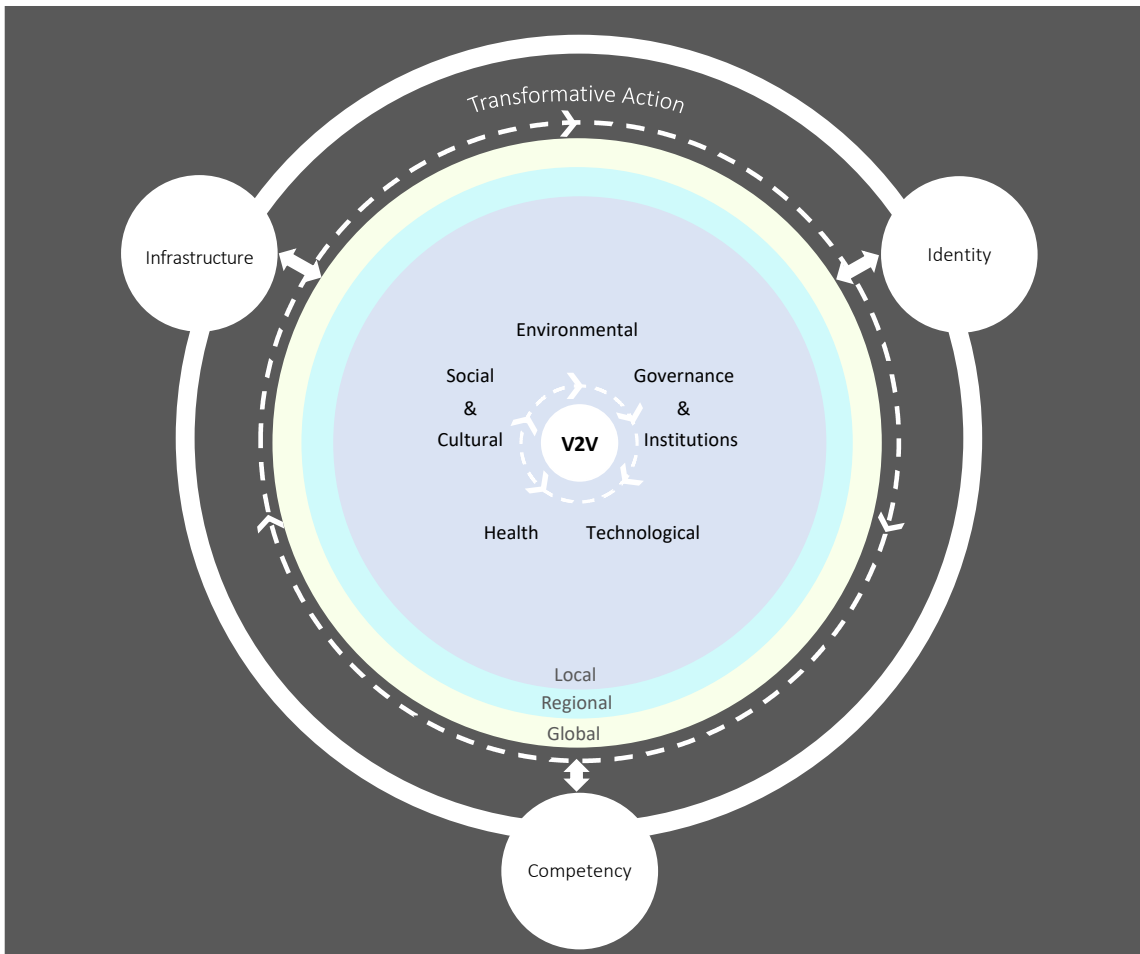 Transformative Action
Infrastructure
Identity
Environmental
Social
&
Cultural
Governance
&
Institutions
V2V
Health
Technological
Local
Regional
Global
Competency